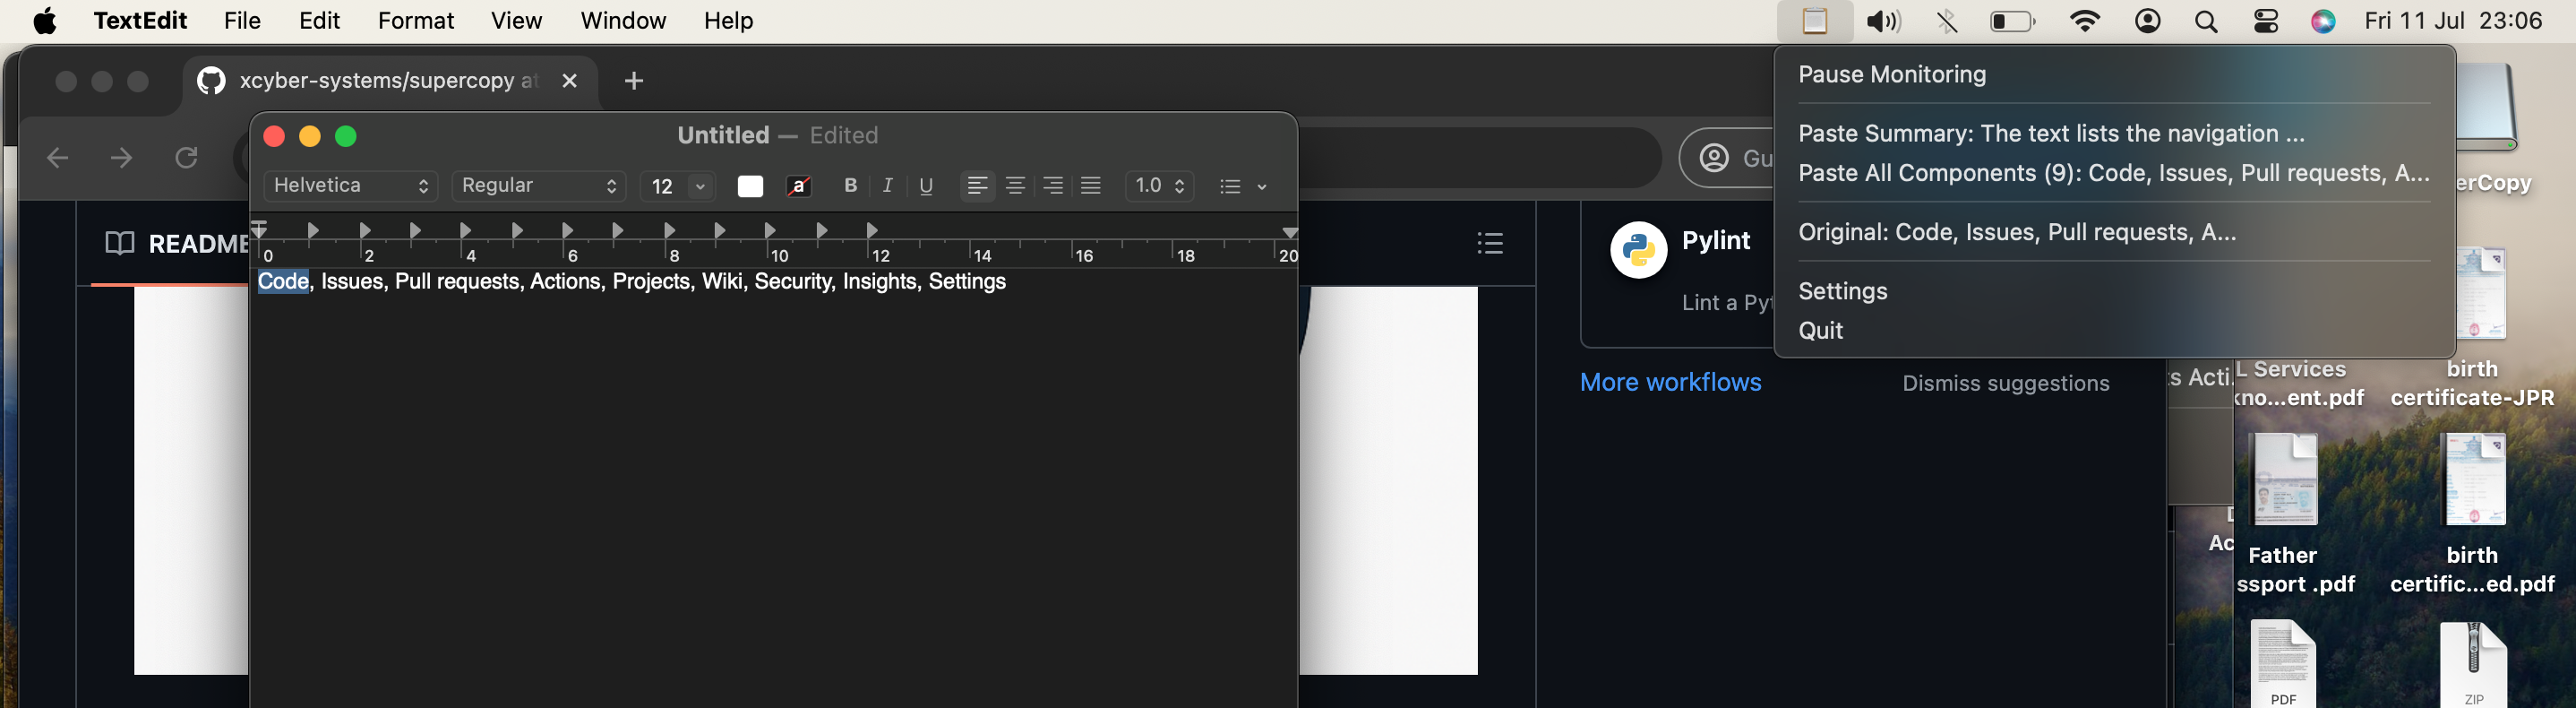 TextEdit File Edit Format View Window Help Fri 11 Jul 23:06
xcyber-systems/supercopy at
Untitled — Edited
Helvetica Regular 12 a B I U 1.0
0 2 4 6 8 10 12 14 16 18 20
Code, Issues, Pull requests, Actions, Projects, Wiki, Security, Insights, Settings
README
Gu
Pylint
Lint a Pyt
More workflows
Dismiss suggestions
Pause Monitoring
Paste Summary: The text lists the navigation ...
Paste All Components (9): Code, Issues, Pull requests, A...
Original: Code, Issues, Pull requests, A...
Settings
Quit
erCopy
s Acti.
L Services
kno...ent.pdf
birth
certificate-JPR
Ac
Father
ssport .pdf
birth
certific...ed.pdf
PDF
ZIP